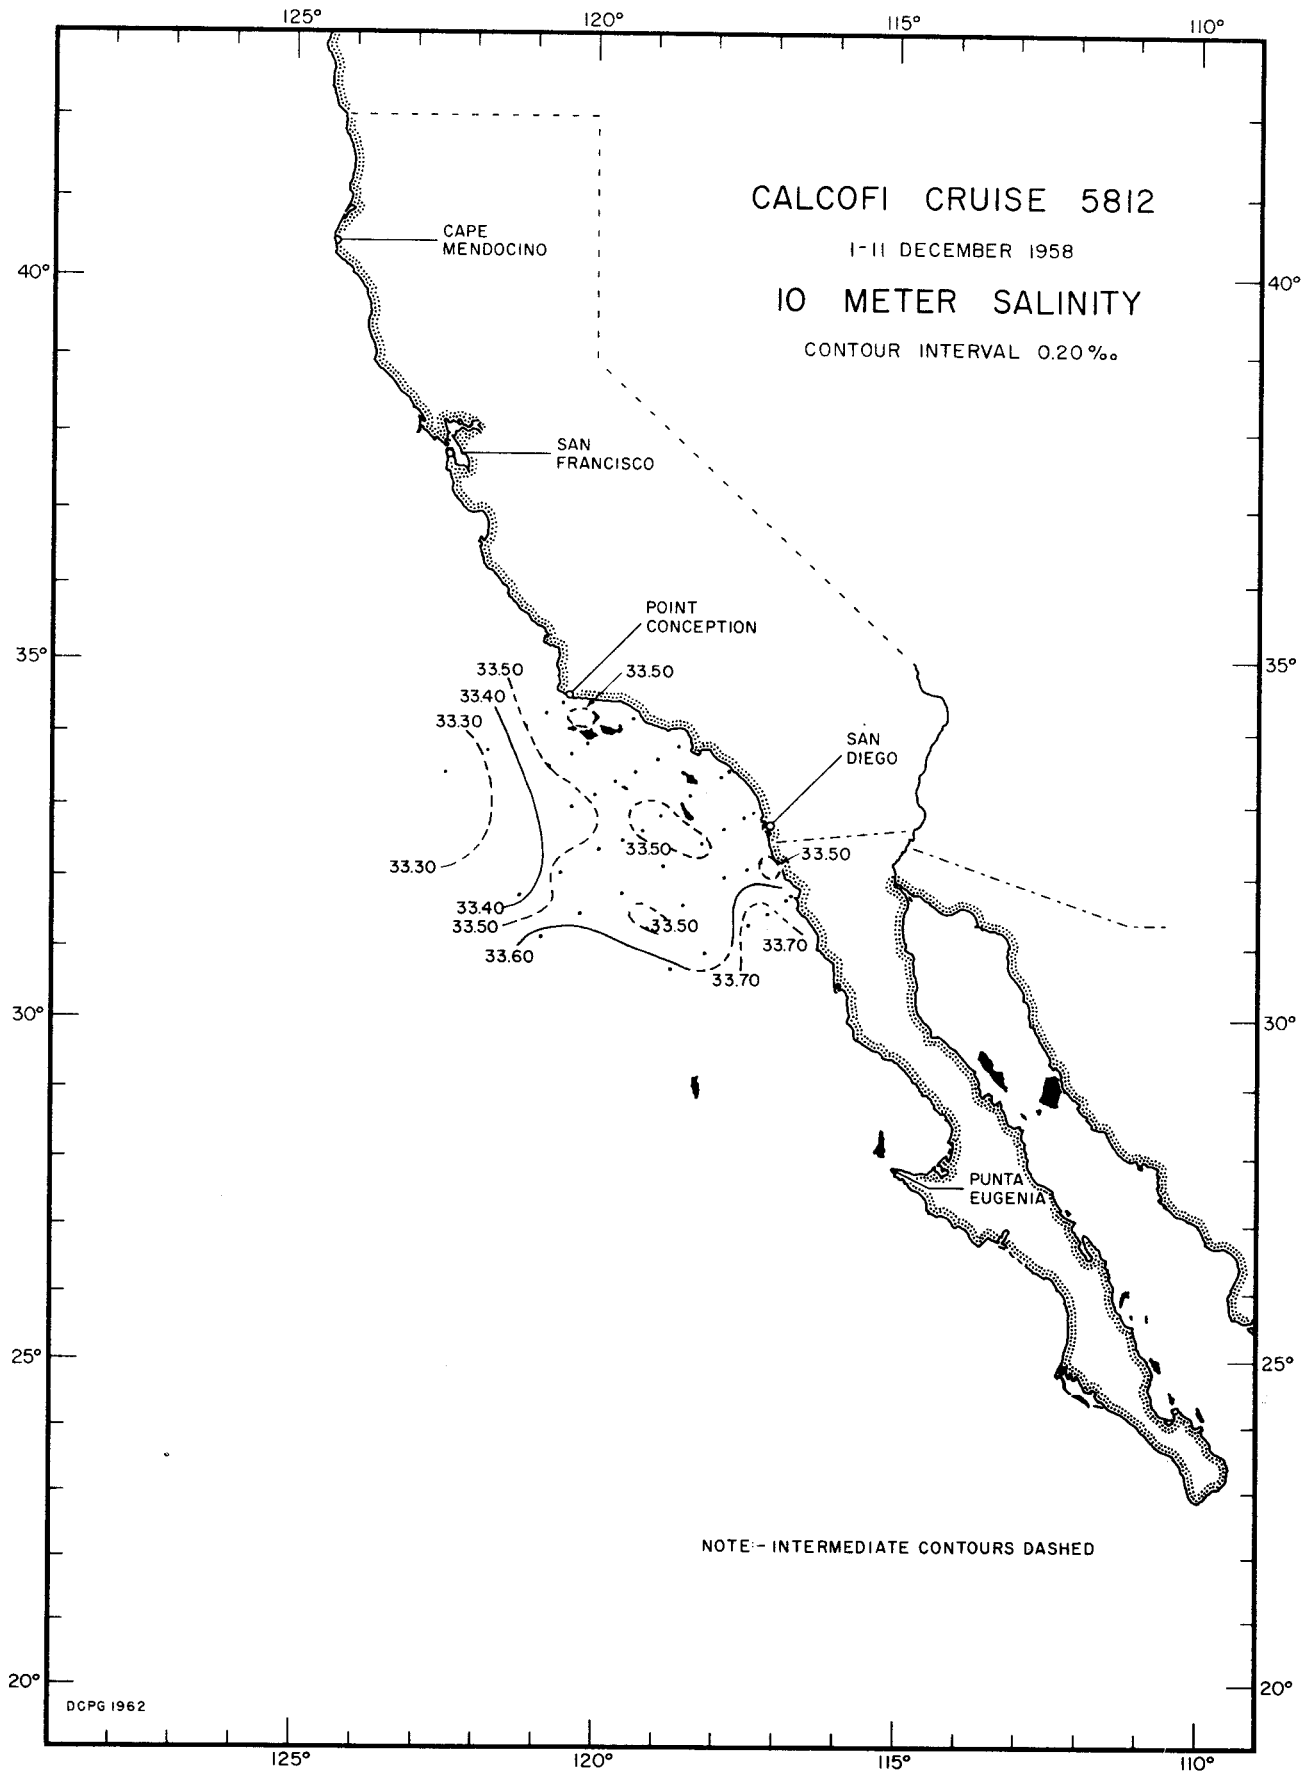 125° 120° 115° 110°
CALCOFI CRUISE 5812
1-11 DECEMBER 1958
10 METER SALINITY
CONTOUR INTERVAL 0.20‰
CAPE
MENDOCINO
40° 40°
SAN
FRANCISCO
POINT
CONCEPTION
35° 35°
33.50 33.50
33.40
33.30
SAN
DIEGO
33.50 33.50
33.30
33.40
33.50 33.50
33.60 33.70
33.70
30° 30°
PUNTA
EUGENIA
25° 25°
NOTE:- INTERMEDIATE CONTOURS DASHED
20° 20°
DCPG 1962
125° 120° 115° 110°